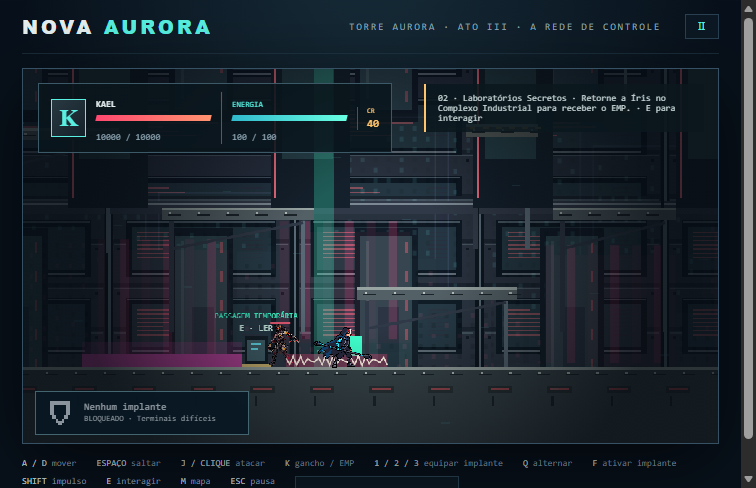 NOVA AURORA
TORRE AURORA · ATO III · A REDE DE CONTROLE
II
K
KAEL
10000 / 10000
ENERGIA
100 / 100
CR
40
02 · Laboratórios Secretos · Retorne a Íris no
Complexo Industrial para receber o EMP. · E para
interagir
PASSAGEM TEMPORÁRIA
E · LER
Nenhum implante
BLOQUEADO · Terminais difíceis
A / D mover ESPAÇO saltar J / CLIQUE atacar K gancho / EMP 1 / 2 / 3 equipar implante Q alternar F ativar implante
SHIFT impulso E interagir M mapa ESC pausa